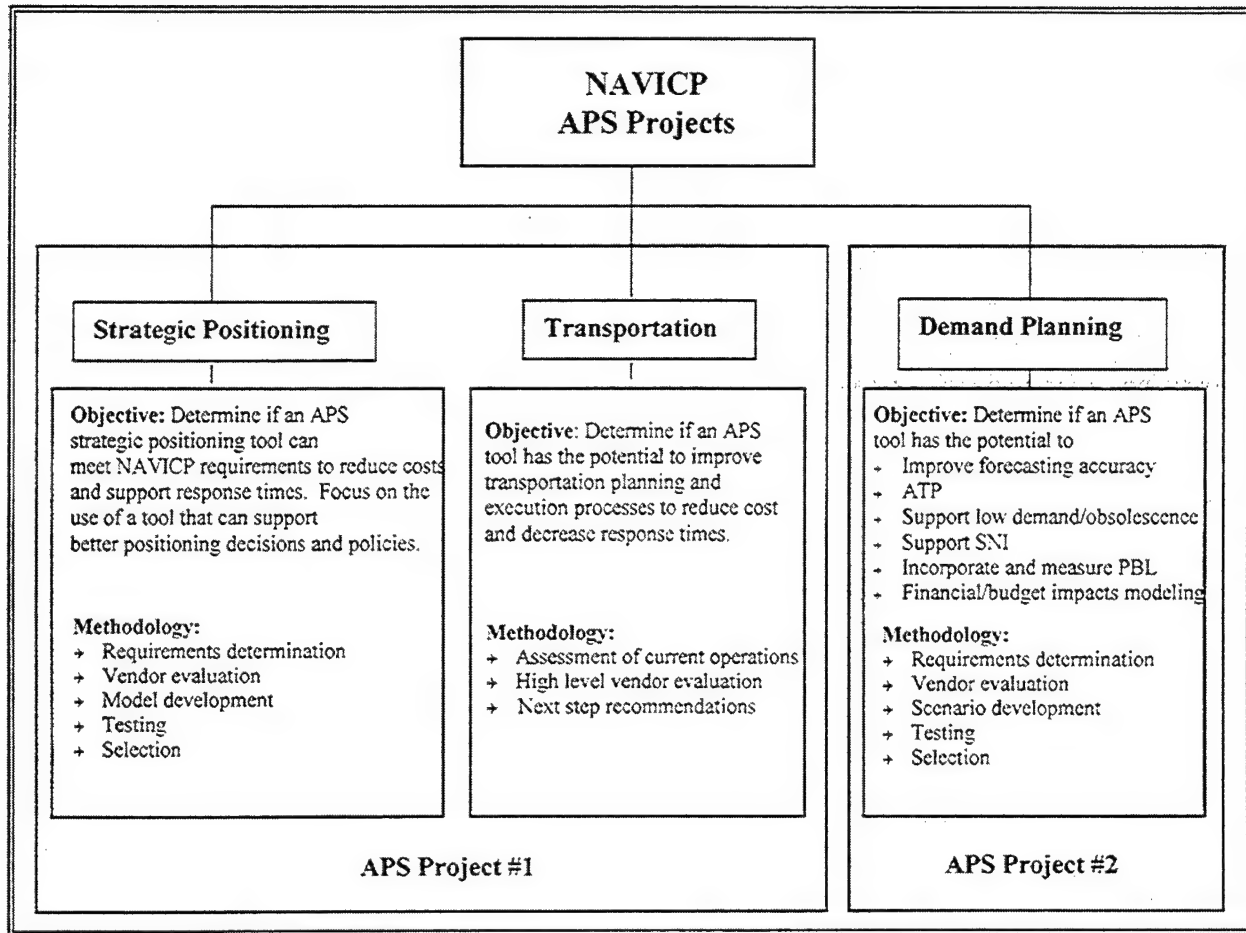 NAVICP
APS Projects
Strategic Positioning
Objective: Determine if an APS
strategic positioning tool can
meet NAVICP requirements to reduce costs
and support response times. Focus on the
use of a tool that can support
better positioning decisions and policies.
Methodology:
→ Requirements determination
→ Vendor evaluation
→ Model development
→ Testing
→ Selection
Transportation
Objective: Determine if an APS
tool has the potential to improve
transportation planning and
execution processes to reduce cost
and decrease response times.
Methodology:
→ Assessment of current operations
→ High level vendor evaluation
→ Next step recommendations
APS Project #1
Demand Planning
Objective: Determine if an APS
tool has the potential to
→ Improve forecasting accuracy
→ ATP
→ Support low demand/obsolescence
→ Support SNI
→ Incorporate and measure PBL
→ Financial/budget impacts modeling
Methodology:
→ Requirements determination
→ Vendor evaluation
→ Scenario development
→ Testing
→ Selection
APS Project #2